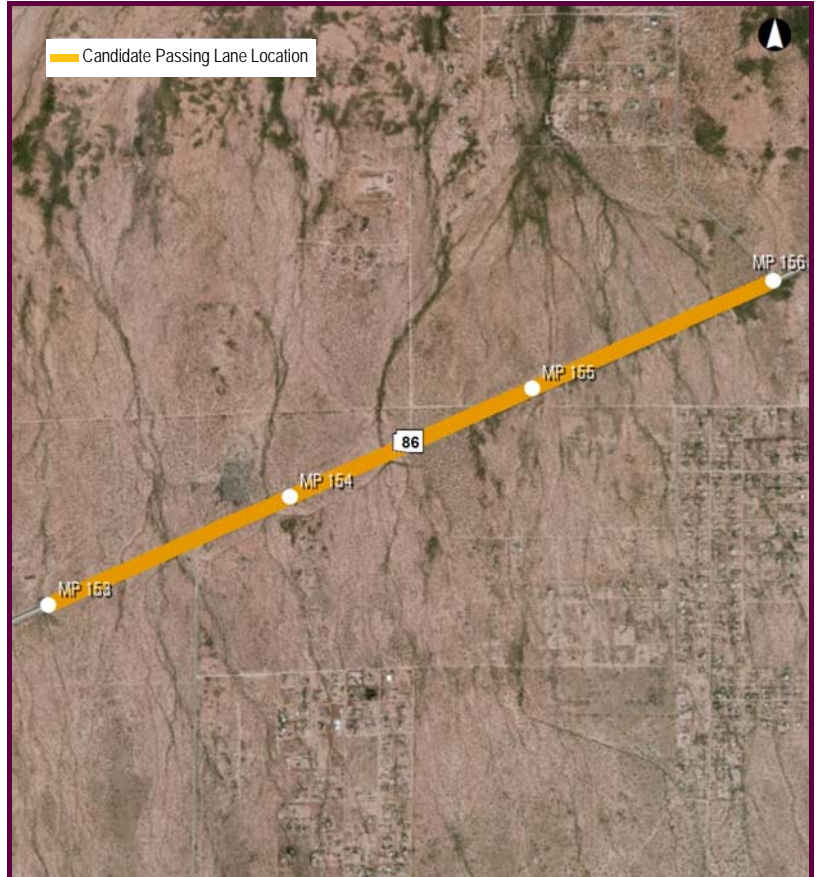 Candidate Passing Lane Location
MP 156
MP 155
86
MP 154
MP 153